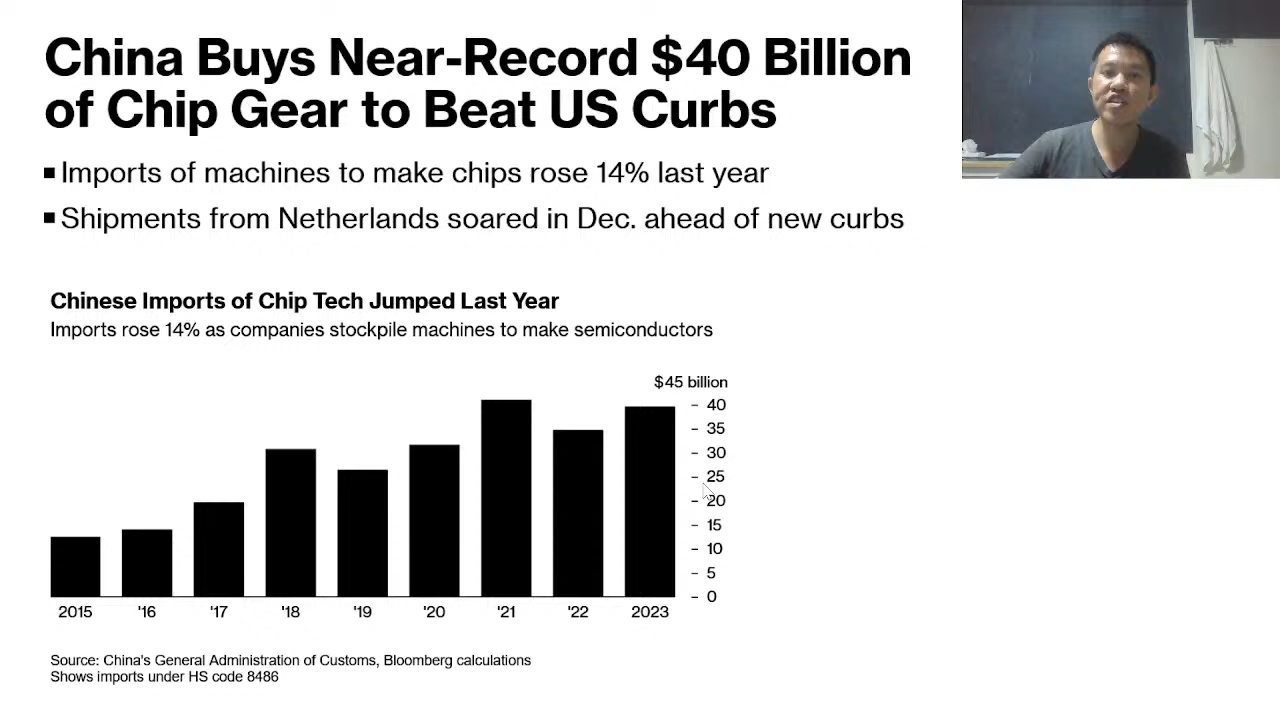 China Buys Near-Record $40 Billion
of Chip Gear to Beat US Curbs
▪ Imports of machines to make chips rose 14% last year
▪ Shipments from Netherlands soared in Dec. ahead of new curbs
Chinese Imports of Chip Tech Jumped Last Year
Imports rose 14% as companies stockpile machines to make semiconductors
$45 billion
40
35
30
25
20
15
10
5
0
2015 '16 '17 '18 '19 '20 '21 '22 2023
Source: China's General Administration of Customs, Bloomberg calculations
Shows imports under HS code 8486